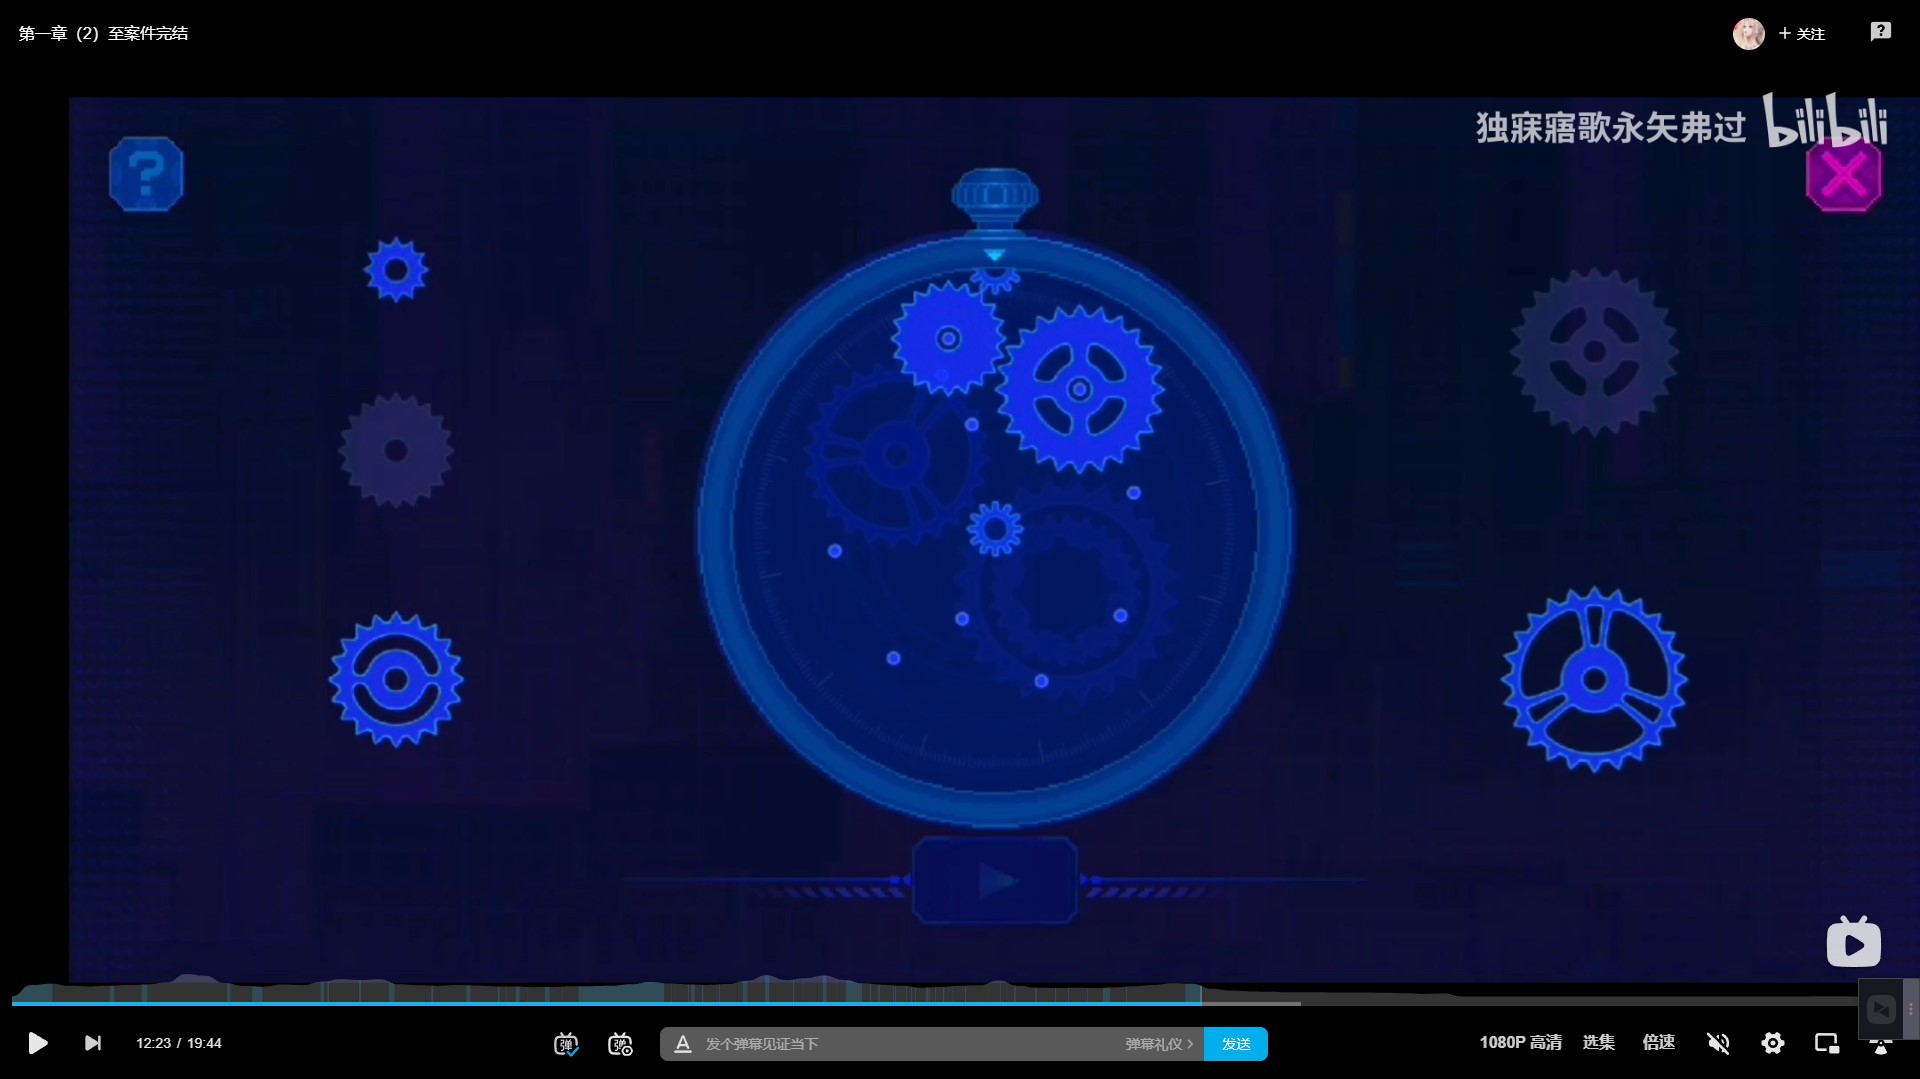 第一章（2）至案件完结
+ 关注
?
独寐寤歌永矢弗过 bilibili
?
12:23 / 19:44
弹
弹
A 发个弹幕见证当下
弹幕礼仪 >
发送
1080P 高清
选集
倍速